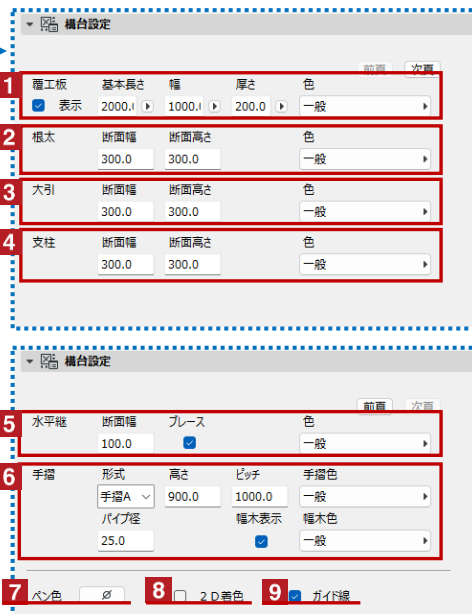 構台設定
前頁 次頁
1 覆工板 基本長さ 幅 厚さ 色
表示 2000.( 1000.( 200.0 一般
2 根太 断面幅 断面高さ 色
300.0 300.0 一般
3 大引 断面幅 断面高さ 色
300.0 300.0 一般
4 支柱 断面幅 断面高さ 色
300.0 300.0 一般
構台設定
前頁 次頁
5 水平継 断面幅 ブレース 色
100.0 一般
6 手摺 形式 高さ ピッチ 手摺色
手摺A 900.0 1000.0 一般
パイプ径 幅木表示 幅木色
25.0 一般
7 ペン色 8 2D着色 9 ガイド線